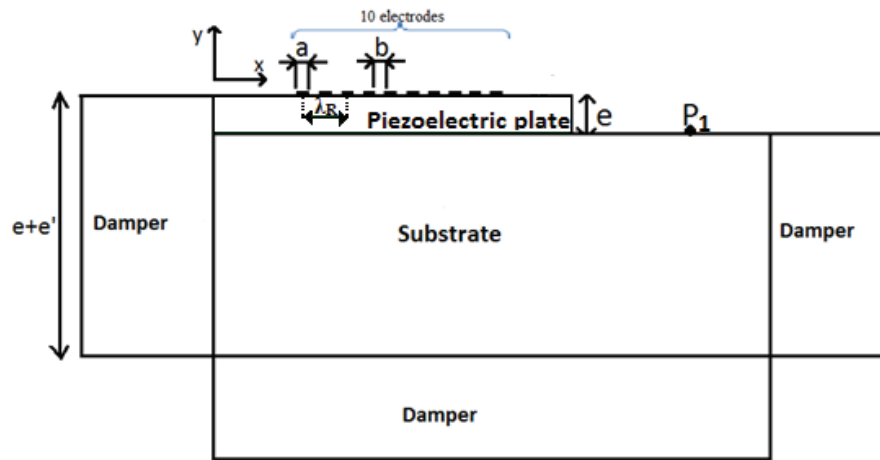 10 electrodes
y
a
b
x
λR
Piezoelectric plate
e
P1
e+e'
Damper
Substrate
Damper
Damper